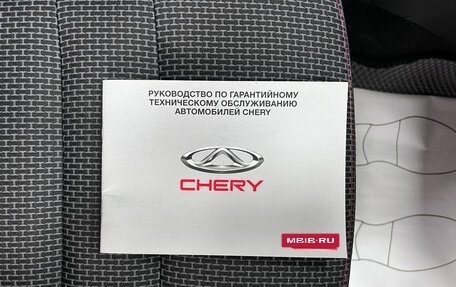 РУКОВОДСТВО ПО ГАРАНТИЙНОМУ
ТЕХНИЧЕСКОМУ ОБСЛУЖИВАНИЮ
АВТОМОБИЛЕЙ CHERY
CHERY
MBIB.RU